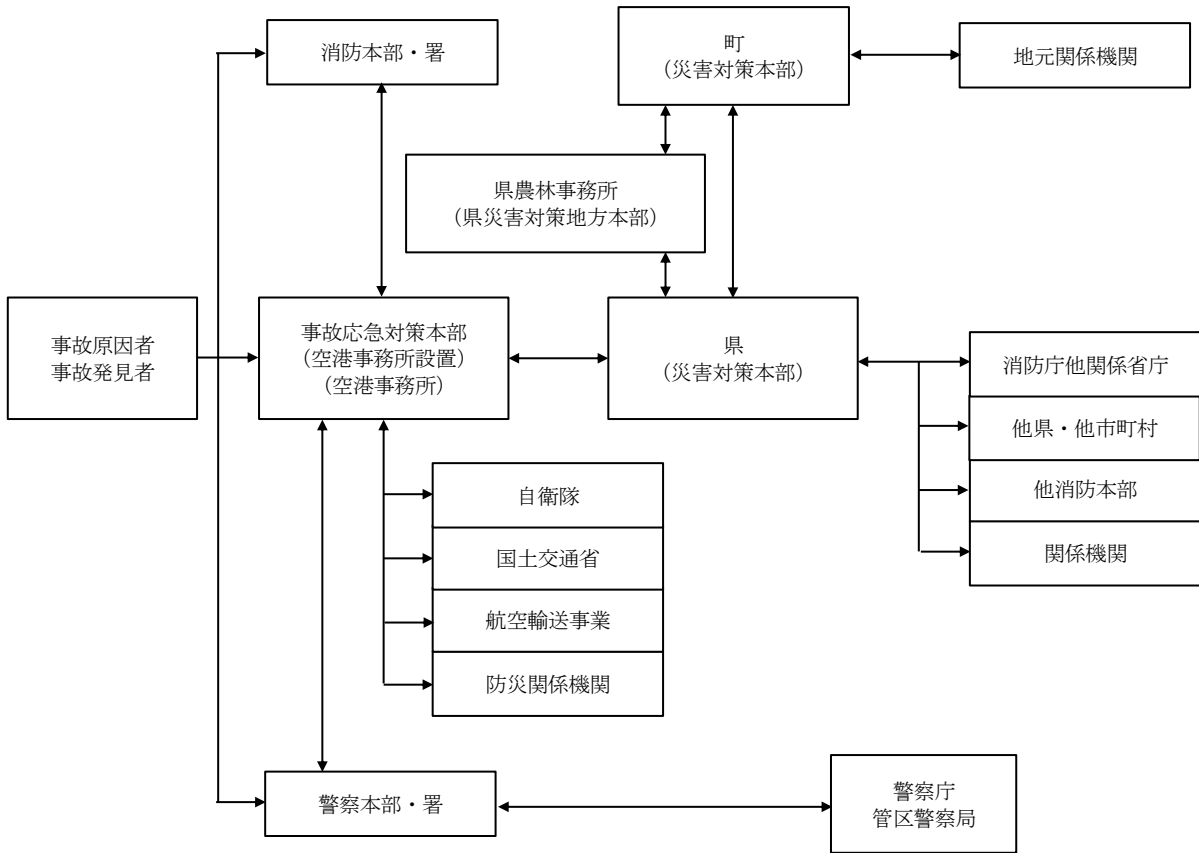 消防本部・署
町
（災害対策本部）
地元関係機関
県農林事務所
（県災害対策地方本部）
事故原因者
事故発見者
事故応急対策本部
（空港事務所設置）
（空港事務所）
県
（災害対策本部）
消防庁他関係省庁
他県・他市町村
他消防本部
関係機関
自衛隊
国土交通省
航空輸送事業
防災関係機関
警察本部・署
警察庁
管区警察局